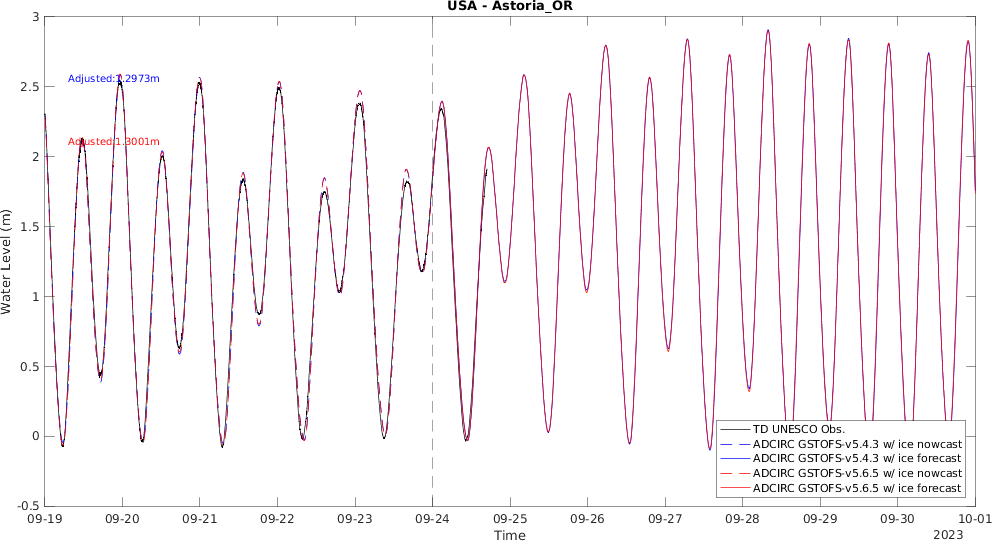 USA - Astoria_OR
3
2.5
2
1.5
1
0.5
0
-0.5
Water Level (m)
Adjusted:1.2973m
Adjusted:1.3001m
TD UNESCO Obs.
ADCIRC GSTOFS-v5.4.3 w/ ice nowcast
ADCIRC GSTOFS-v5.4.3 w/ ice forecast
ADCIRC GSTOFS-v5.6.5 w/ ice nowcast
ADCIRC GSTOFS-v5.6.5 w/ ice forecast
09-19 09-20 09-21 09-22 09-23 09-24 09-25 09-26 09-27 09-28 09-29 09-30 10-01
Time
2023